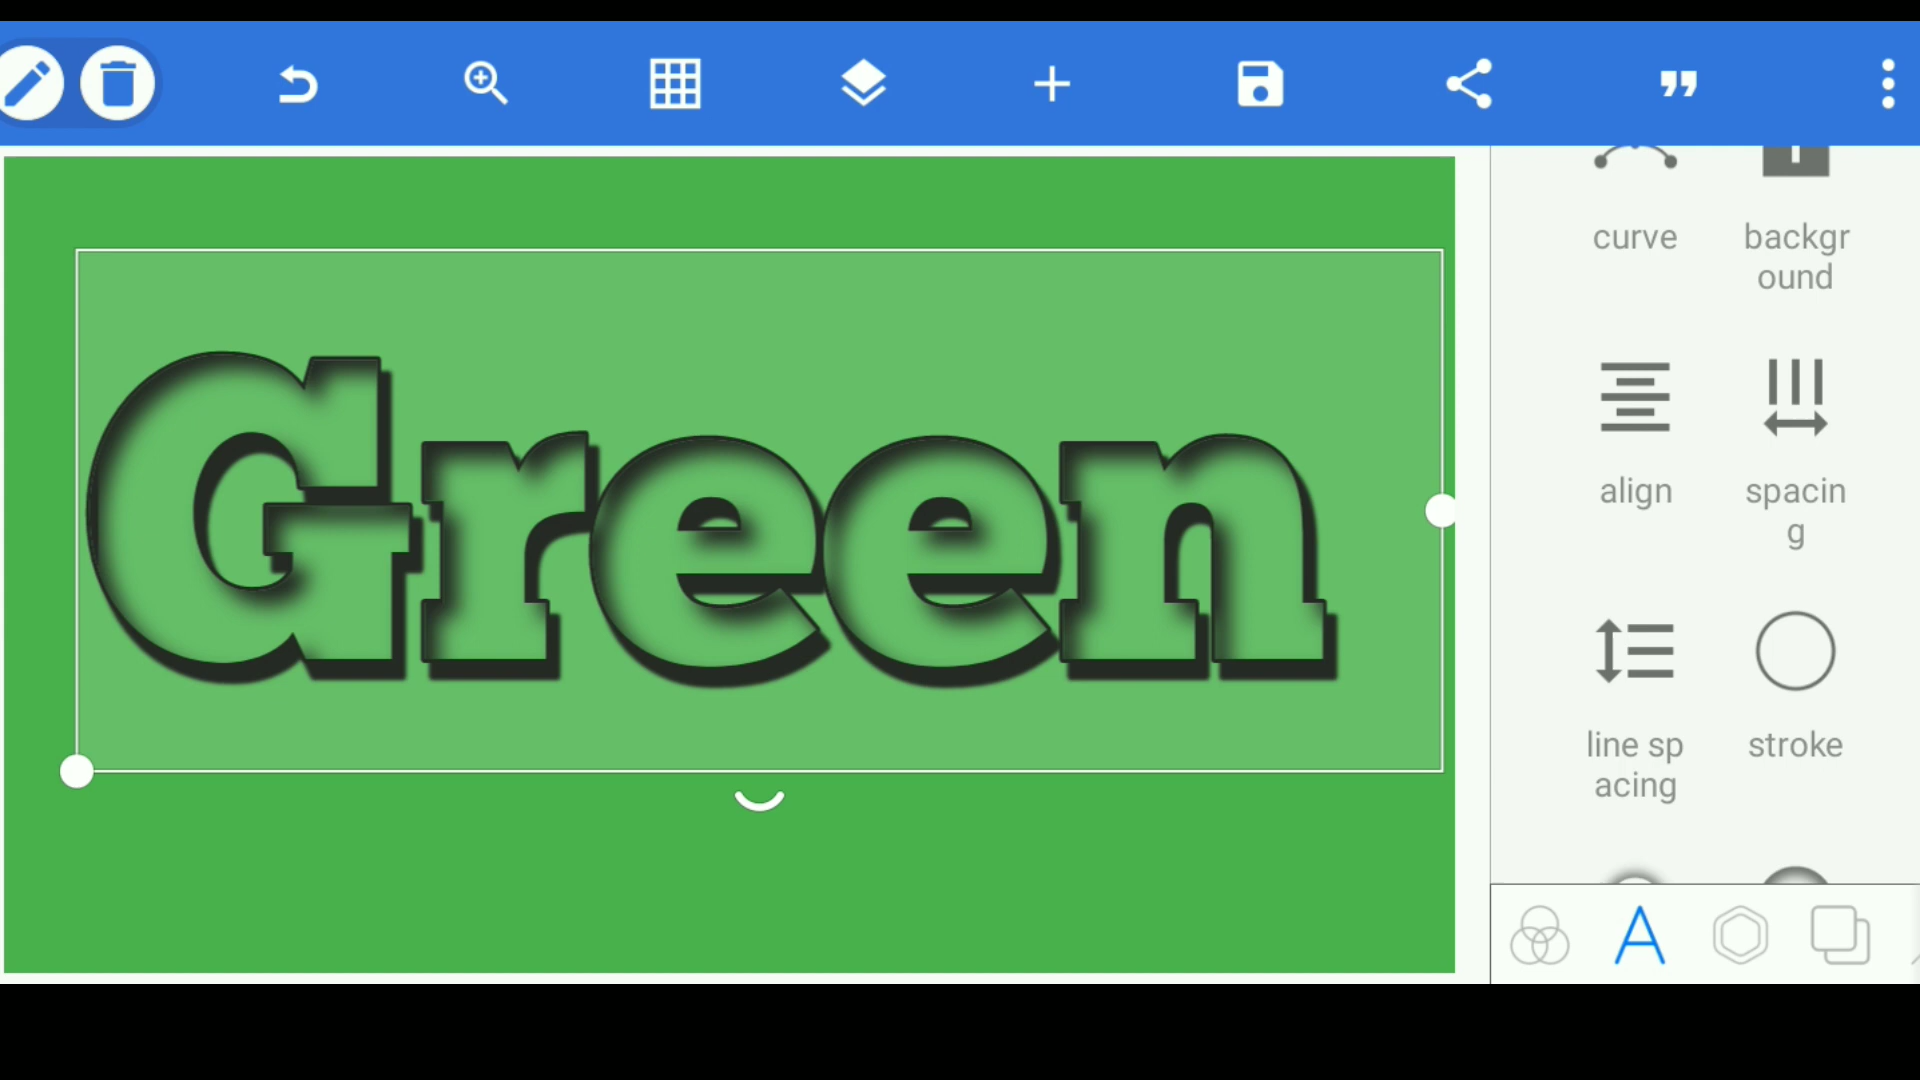 curve
backgr
ound
Green
align
spacin
g
line sp
acing
stroke